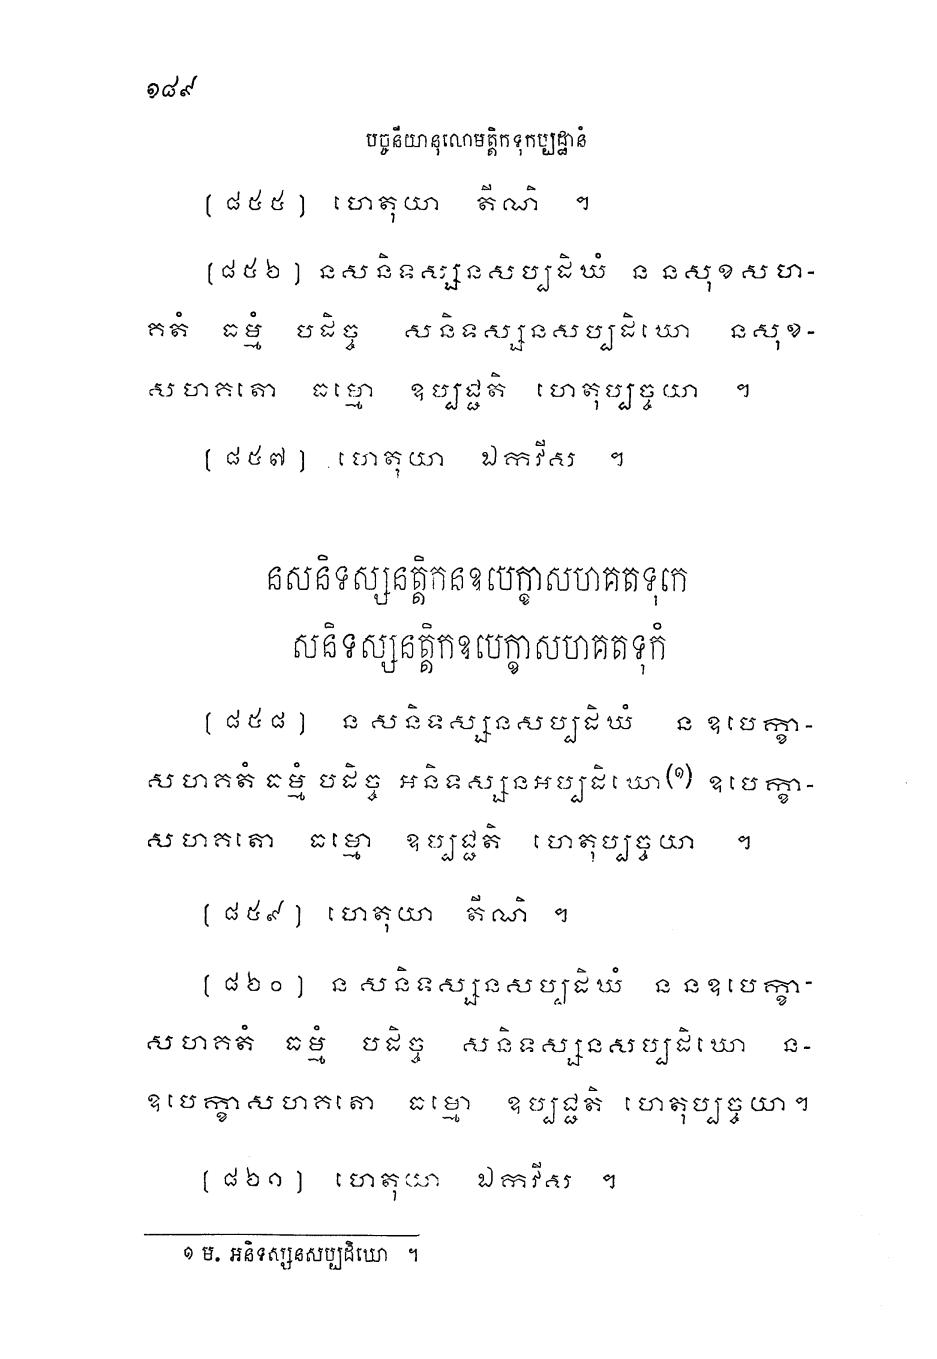 ១៨៩
បច្ចនីយានុលោមត្តិកទុកប្បដ្ឋានំ
[ ៨៥៥ ] ហេតុយា តីណិ ។
[ ៨៥៦ ] នសនិទស្សនសប្បដិឃំ ន នសុខសហ-
កតំ ធម្មំ បដិច្ច សនិទស្សនសប្បដិឃោ នសុខ-
សហកតោ ធម្មោ ឧប្បជ្ជតិ ហេតុប្បច្ចយា ។
[ ៨៥៧ ] ហេតុយា ឯកវីស ។
នសនិទស្សនត្តិកនឧបេក្ខាសហគតទុកេ
សនិទស្សនត្តិកឧបេក្ខាសហគតទុកំ
[ ៨៥៨ ] ន សនិទស្សនសប្បដិឃំ ន ឧបេក្ខា-
សហកតំ ធម្មំ បដិច្ច អនិទស្សនអប្បដិឃោ(១) ឧបេក្ខា-
សហកតោ ធម្មោ ឧប្បជ្ជតិ ហេតុប្បច្ចយា ។
[ ៨៥៩ ] ហេតុយា តីណិ ។
[ ៨៦០ ] ន សនិទស្សនសប្បដិឃំ ន នឧបេក្ខា-
សហកតំ ធម្មំ បដិច្ច សនិទស្សនសប្បដិឃោ ន-
ឧបេក្ខាសហកតោ ធម្មោ ឧប្បជ្ជតិ ហេតុប្បច្ចយា ។
[ ៨៦១ ] ហេតុយា ឯកវីស ។
១ ម. អនិទស្សនសប្បដិឃោ ។